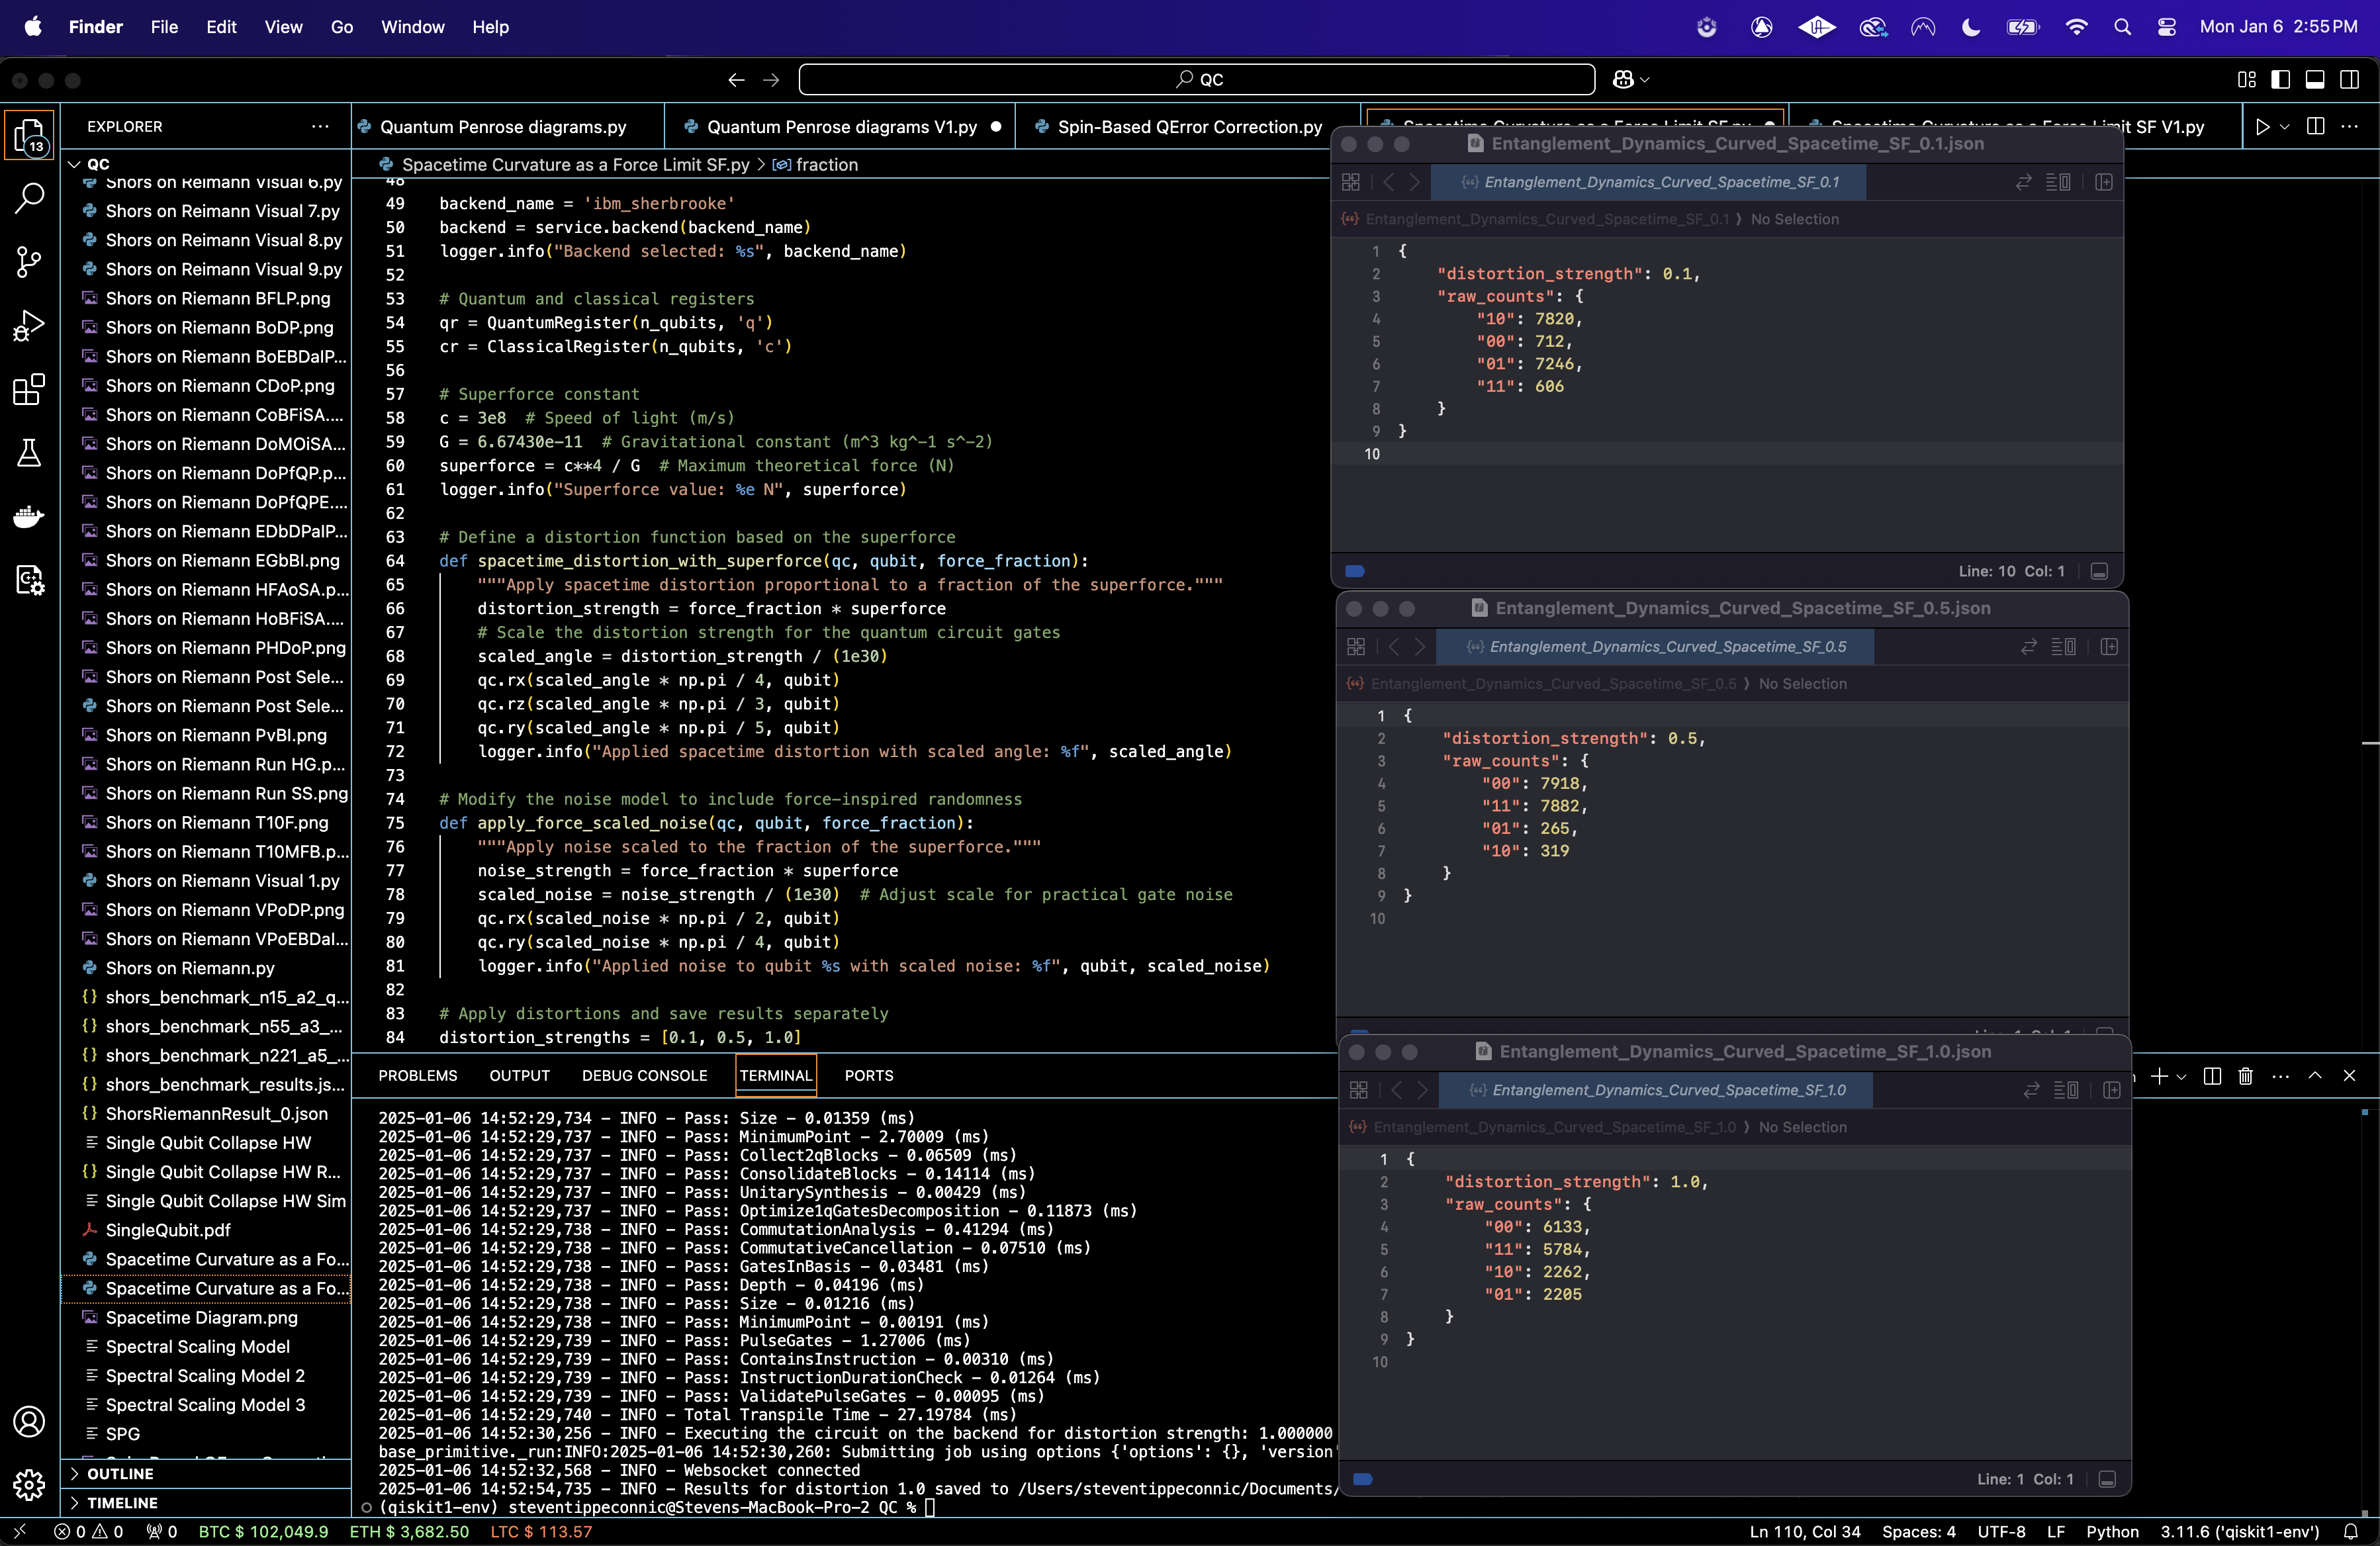 Finder File Edit View Go Window Help Mon Jan 6 2:55 PM
QC
EXPLORER
13
QC
Shors on Reimann Visual 6.py
Shors on Reimann Visual 7.py
Shors on Reimann Visual 8.py
Shors on Reimann Visual 9.py
Shors on Riemann BFLP.png
Shors on Riemann BoDP.png
Shors on Riemann BoEBDaIP...
Shors on Riemann CDoP.png
Shors on Riemann CoBFiSA....
Shors on Riemann DoMOiSA...
Shors on Riemann DoPfQP.p...
Shors on Riemann DoPfQPE....
Shors on Riemann EDbDPaIP...
Shors on Riemann EGbBI.png
Shors on Riemann HFAoSA.p...
Shors on Riemann HoBFiSA....
Shors on Riemann PHDoP.png
Shors on Riemann Post Sele...
Shors on Riemann Post Sele...
Shors on Riemann PvBI.png
Shors on Riemann Run HG.p...
Shors on Riemann Run SS.png
Shors on Riemann T10F.png
Shors on Riemann T10MFB.p...
Shors on Riemann Visual 1.py
Shors on Riemann VPoDP.png
Shors on Riemann VPoEBDaI...
Shors on Riemann.py
shors_benchmark_n15_a2_q...
shors_benchmark_n55_a3_...
shors_benchmark_n221_a5_...
shors_benchmark_results.js...
ShorsRiemannResult_0.json
Single Qubit Collapse HW
Single Qubit Collapse HW R...
Single Qubit Collapse HW Sim
SingleQubit.pdf
Spacetime Curvature as a Fo...
Spacetime Curvature as a Fo...
Spacetime Diagram.png
Spectral Scaling Model
Spectral Scaling Model 2
Spectral Scaling Model 3
SPG
OUTLINE
TIMELINE
Quantum Penrose diagrams.py
Quantum Penrose diagrams V1.py
Spin-Based QError Correction.py
Spacetime Curvature as a Force Limit SF.py
Spacetime Curvature as a Force Limit SF V1.py
Spacetime Curvature as a Force Limit SF.py > fraction
48
49 backend_name = 'ibm_sherbrooke'
50 backend = service.backend(backend_name)
51 logger.info("Backend selected: %s", backend_name)
52
53 # Quantum and classical registers
54 qr = QuantumRegister(n_qubits, 'q')
55 cr = ClassicalRegister(n_qubits, 'c')
56
57 # Superforce constant
58 c = 3e8  # Speed of light (m/s)
59 G = 6.67430e-11  # Gravitational constant (m^3 kg^-1 s^-2)
60 superforce = c**4 / G  # Maximum theoretical force (N)
61 logger.info("Superforce value: %e N", superforce)
62
63 # Define a distortion function based on the superforce
64 def spacetime_distortion_with_superforce(qc, qubit, force_fraction):
65 """Apply spacetime distortion proportional to a fraction of the superforce."""
66 distortion_strength = force_fraction * superforce
67 # Scale the distortion strength for the quantum circuit gates
68 scaled_angle = distortion_strength / (1e30)
69 qc.rx(scaled_angle * np.pi / 4, qubit)
70 qc.rz(scaled_angle * np.pi / 3, qubit)
71 qc.ry(scaled_angle * np.pi / 5, qubit)
72 logger.info("Applied spacetime distortion with scaled angle: %f", scaled_angle)
73
74 # Modify the noise model to include force-inspired randomness
75 def apply_force_scaled_noise(qc, qubit, force_fraction):
76 """Apply noise scaled to the fraction of the superforce."""
77 noise_strength = force_fraction * superforce
78 scaled_noise = noise_strength / (1e30)  # Adjust scale for practical gate noise
79 qc.rx(scaled_noise * np.pi / 2, qubit)
80 qc.ry(scaled_noise * np.pi / 4, qubit)
81 logger.info("Applied noise to qubit %s with scaled noise: %f", qubit, scaled_noise)
82
83 # Apply distortions and save results separately
84 distortion_strengths = [0.1, 0.5, 1.0]
PROBLEMS OUTPUT DEBUG CONSOLE TERMINAL PORTS
2025-01-06 14:52:29,734 - INFO - Pass: Size - 0.01359 (ms)
2025-01-06 14:52:29,737 - INFO - Pass: MinimumPoint - 2.70009 (ms)
2025-01-06 14:52:29,737 - INFO - Pass: Collect2qBlocks - 0.06509 (ms)
2025-01-06 14:52:29,737 - INFO - Pass: ConsolidateBlocks - 0.14114 (ms)
2025-01-06 14:52:29,737 - INFO - Pass: UnitarySynthesis - 0.00429 (ms)
2025-01-06 14:52:29,737 - INFO - Pass: Optimize1qGatesDecomposition - 0.11873 (ms)
2025-01-06 14:52:29,738 - INFO - Pass: CommutationAnalysis - 0.41294 (ms)
2025-01-06 14:52:29,738 - INFO - Pass: CommutativeCancellation - 0.07510 (ms)
2025-01-06 14:52:29,738 - INFO - Pass: GatesInBasis - 0.03481 (ms)
2025-01-06 14:52:29,738 - INFO - Pass: Depth - 0.04196 (ms)
2025-01-06 14:52:29,738 - INFO - Pass: Size - 0.01216 (ms)
2025-01-06 14:52:29,738 - INFO - Pass: MinimumPoint - 0.00191 (ms)
2025-01-06 14:52:29,739 - INFO - Pass: PulseGates - 1.27006 (ms)
2025-01-06 14:52:29,739 - INFO - Pass: ContainsInstruction - 0.00310 (ms)
2025-01-06 14:52:29,739 - INFO - Pass: InstructionDurationCheck - 0.01264 (ms)
2025-01-06 14:52:29,739 - INFO - Pass: ValidatePulseGates - 0.00095 (ms)
2025-01-06 14:52:29,740 - INFO - Total Transpile Time - 27.19784 (ms)
2025-01-06 14:52:30,256 - INFO - Executing the circuit on the backend for distortion strength: 1.000000
base_primitive._run:INFO:2025-01-06 14:52:30,260: Submitting job using options {'options': {}, 'version'
2025-01-06 14:52:32,568 - INFO - Websocket connected
2025-01-06 14:52:54,735 - INFO - Results for distortion 1.0 saved to /Users/steventippeconnic/Documents/
(qiskit1-env) steventippeconnic@Stevens-MacBook-Pro-2 QC %
Entanglement_Dynamics_Curved_Spacetime_SF_0.1.json
Entanglement_Dynamics_Curved_Spacetime_SF_0.1
Entanglement_Dynamics_Curved_Spacetime_SF_0.1 ⟩ No Selection
1 {
2 "distortion_strength": 0.1,
3 "raw_counts": {
4 "10": 7820,
5 "00": 712,
6 "01": 7246,
7 "11": 606
8 }
9 }
10
Line: 10 Col: 1
Entanglement_Dynamics_Curved_Spacetime_SF_0.5.json
Entanglement_Dynamics_Curved_Spacetime_SF_0.5
Entanglement_Dynamics_Curved_Spacetime_SF_0.5 ⟩ No Selection
1 {
2 "distortion_strength": 0.5,
3 "raw_counts": {
4 "00": 7918,
5 "11": 7882,
6 "01": 265,
7 "10": 319
8 }
9 }
10
Entanglement_Dynamics_Curved_Spacetime_SF_1.0.json
Entanglement_Dynamics_Curved_Spacetime_SF_1.0
Entanglement_Dynamics_Curved_Spacetime_SF_1.0 ⟩ No Selection
1 {
2 "distortion_strength": 1.0,
3 "raw_counts": {
4 "00": 6133,
5 "11": 5784,
6 "10": 2262,
7 "01": 2205
8 }
9 }
10
Line: 1 Col: 1
0 0 0 BTC $ 102,049.9 ETH $ 3,682.50 LTC $ 113.57 Ln 110, Col 34 Spaces: 4 UTF-8 LF Python 3.11.6 ('qiskit1-env')